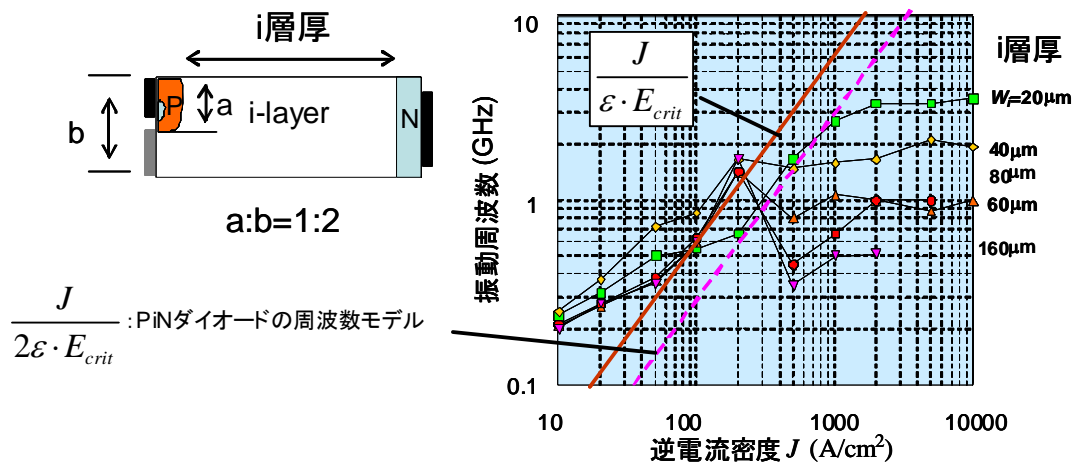 i層厚
b
P
a
i-layer
N
a:b=1:2
J
2ε・E_crit
:PiNダイオードの周波数モデル
振動周波数(GHz)
10
1
0.1
J
ε・E_crit
10
100
1000
10000
逆電流密度 J (A/cm²)
i層厚
W_I=20μm
40μm
80μm
60μm
160μm